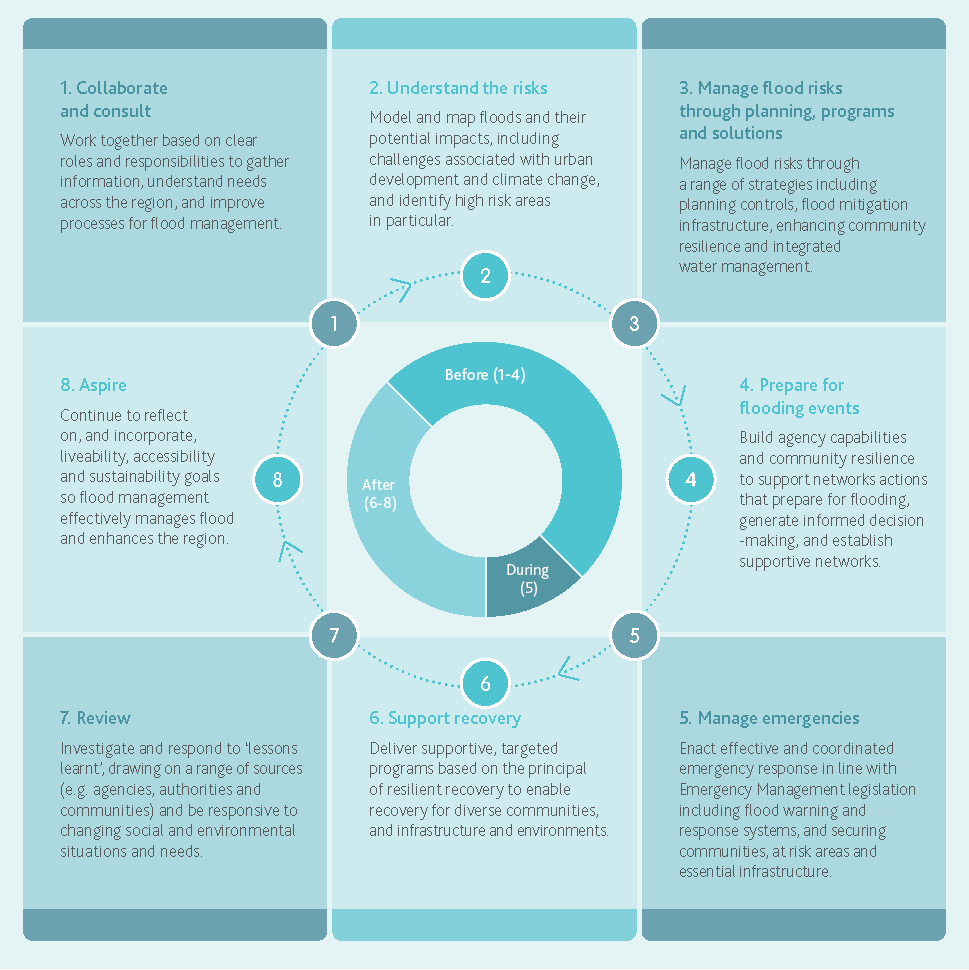 1. Collaborate
and consult
Work together based on clear
roles and responsibilities to gather
information, understand needs
across the region, and improve
processes for flood management.
2. Understand the risks
Model and map floods and their
potential impacts, including
challenges associated with urban
development and climate change,
and identify high risk areas
in particular.
3. Manage flood risks
through planning, programs
and solutions
Manage flood risks through
a range of strategies including
planning controls, flood mitigation
infrastructure, enhancing community
resilience and integrated
water management.
2
1
3
8. Aspire
Continue to reflect
on, and incorporate,
liveability, accessibility
and sustainability goals
so flood management
effectively manages flood
and enhances the region.
8
Before (1-4)
After
(6-8)
During
(5)
4
4. Prepare for
flooding events
Build agency capabilities
and community resilience
to support networks actions
that prepare for flooding,
generate informed decision
-making, and establish
supportive networks.
7
5
6
7. Review
Investigate and respond to ‘lessons
learnt’, drawing on a range of sources
(e.g. agencies, authorities and
communities) and be responsive to
changing social and environmental
situations and needs.
6. Support recovery
Deliver supportive, targeted
programs based on the principal
of resilient recovery to enable
recovery for diverse communities,
and infrastructure and environments.
5. Manage emergencies
Enact effective and coordinated
emergency response in line with
Emergency Management legislation
including flood warning and
response systems, and securing
communities, at risk areas and
essential infrastructure.